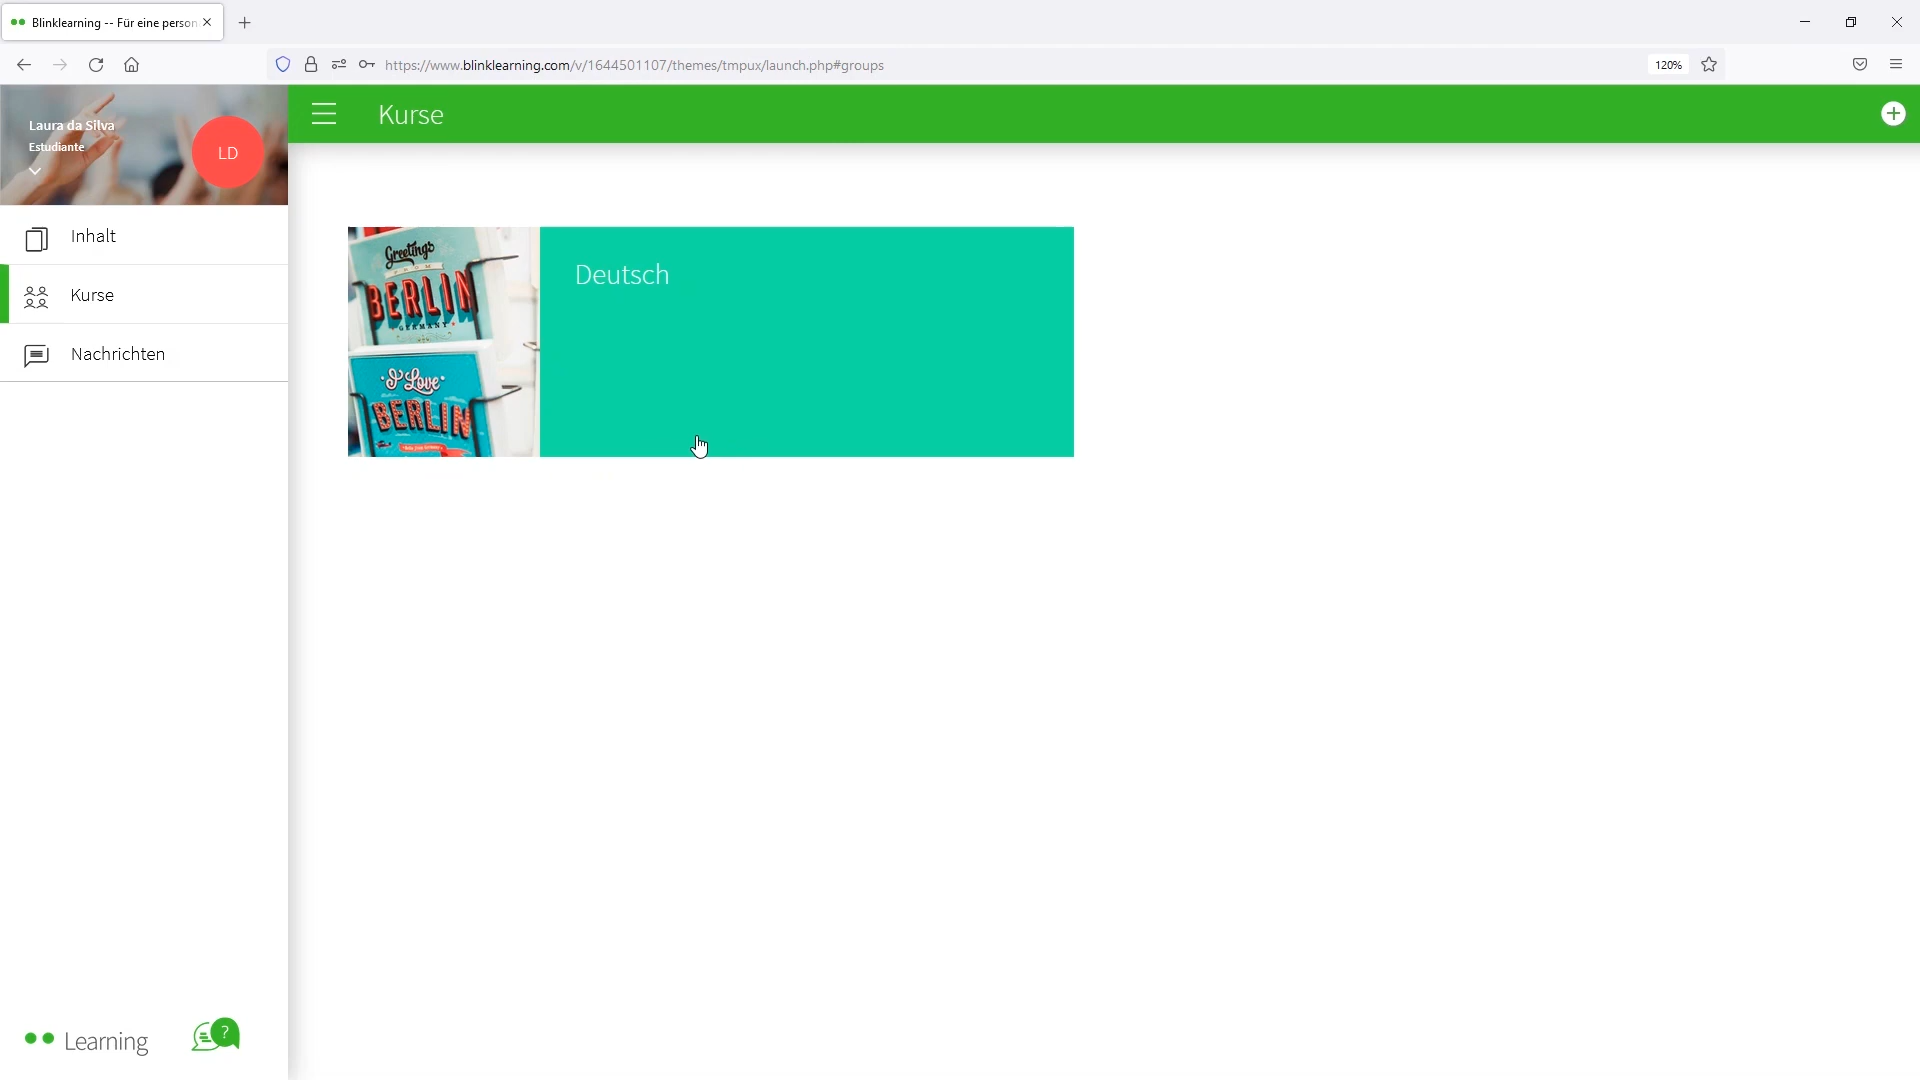 Blinklearning -- Für eine person
https://www.blinklearning.com/v/1644501107/themes/tmpux/launch.php#groups
120%
Laura da Silva
Estudiante
LD
Kurse
Inhalt
Kurse
Nachrichten
Greetings
FROM
BERLIN
GERMANY
I Love
BERLIN
Deutsch
Learning
?